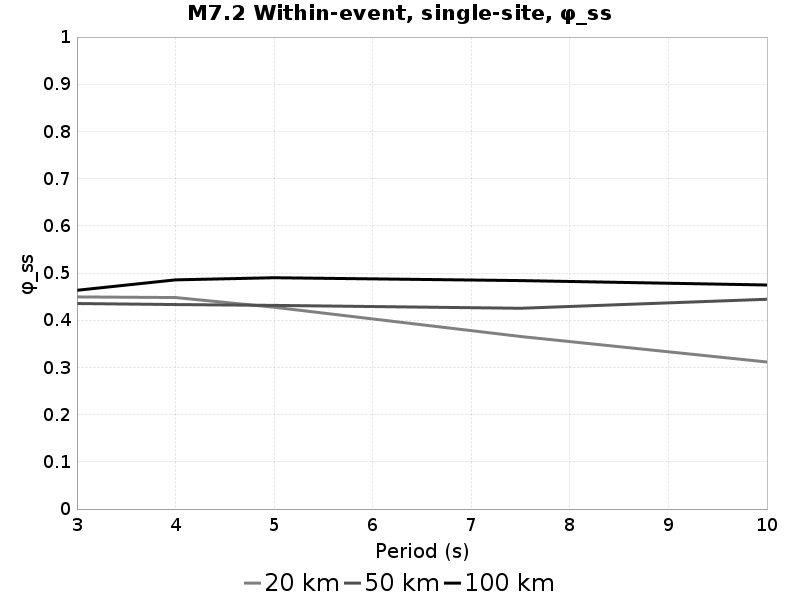 M7.2 Within-event, single-site, φ_ss
1
0.9
0.8
0.7
0.6
0.5
0.4
0.3
0.2
0.1
0
φ_ss
3 4 5 6 7 8 9 10
Period (s)
20 km 50 km 100 km